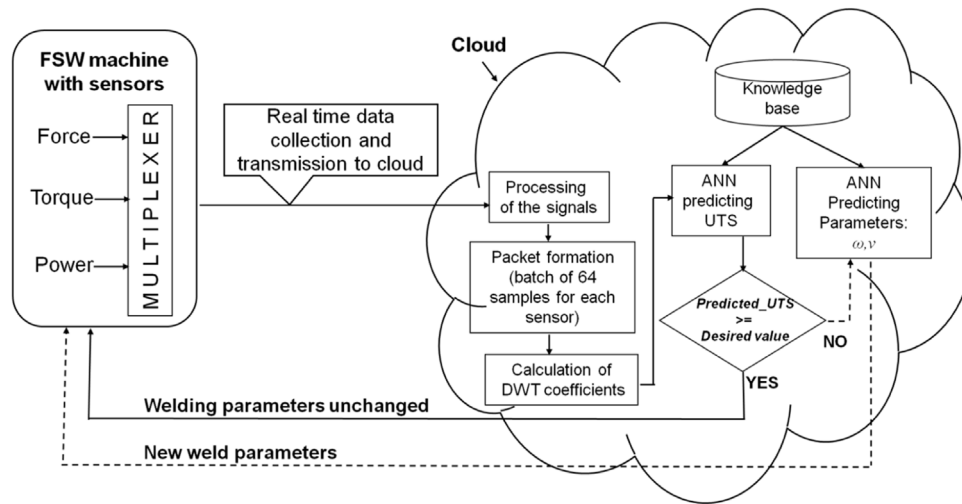 FSW machine
with sensors
Force
Torque
Power
MULTIPLEXER
Real time data
collection and
transmission to cloud
Cloud
Knowledge
base
Processing
of the signals
Packet formation
(batch of 64
samples for each
sensor)
Calculation of
DWT coefficients
ANN
predicting
UTS
ANN
Predicting
Parameters:
ω,v
Predicted_UTS
>=
Desired value
NO
YES
Welding parameters unchanged
New weld parameters